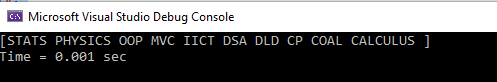 Microsoft Visual Studio Debug Console
[STATS PHYSICS OOP MVC IICT DSA DLD CP COAL CALCULUS ]
Time = 0.001 sec